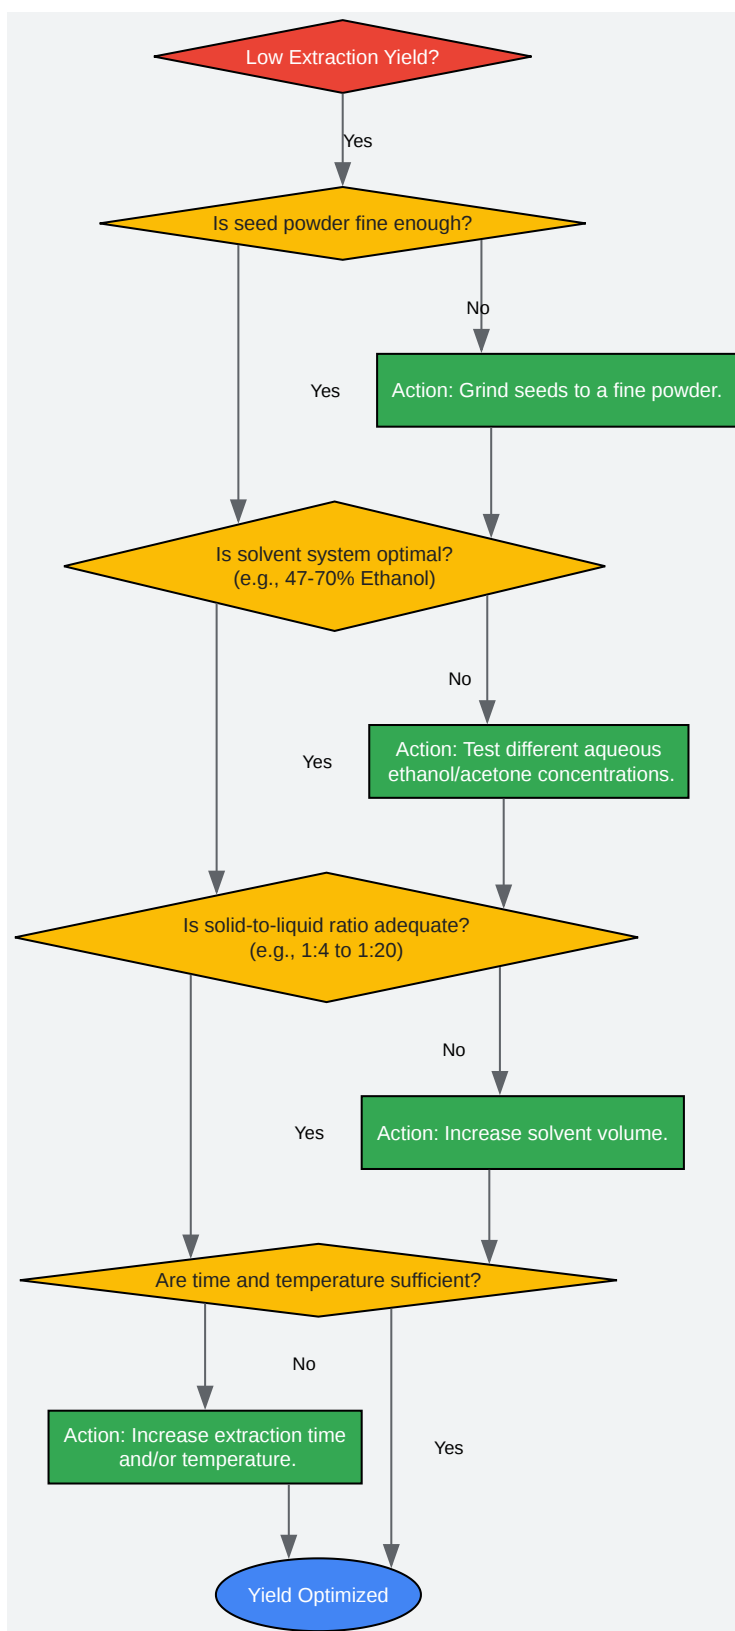 Low Extraction Yield?
Yes
Is seed powder fine enough?
No
Yes
Action: Grind seeds to a fine powder.
Is solvent system optimal?
(e.g., 47-70% Ethanol)
No
Yes
Action: Test different aqueous
ethanol/acetone concentrations.
Is solid-to-liquid ratio adequate?
(e.g., 1:4 to 1:20)
No
Yes
Action: Increase solvent volume.
Are time and temperature sufficient?
No
Action: Increase extraction time
and/or temperature.
Yes
Yield Optimized